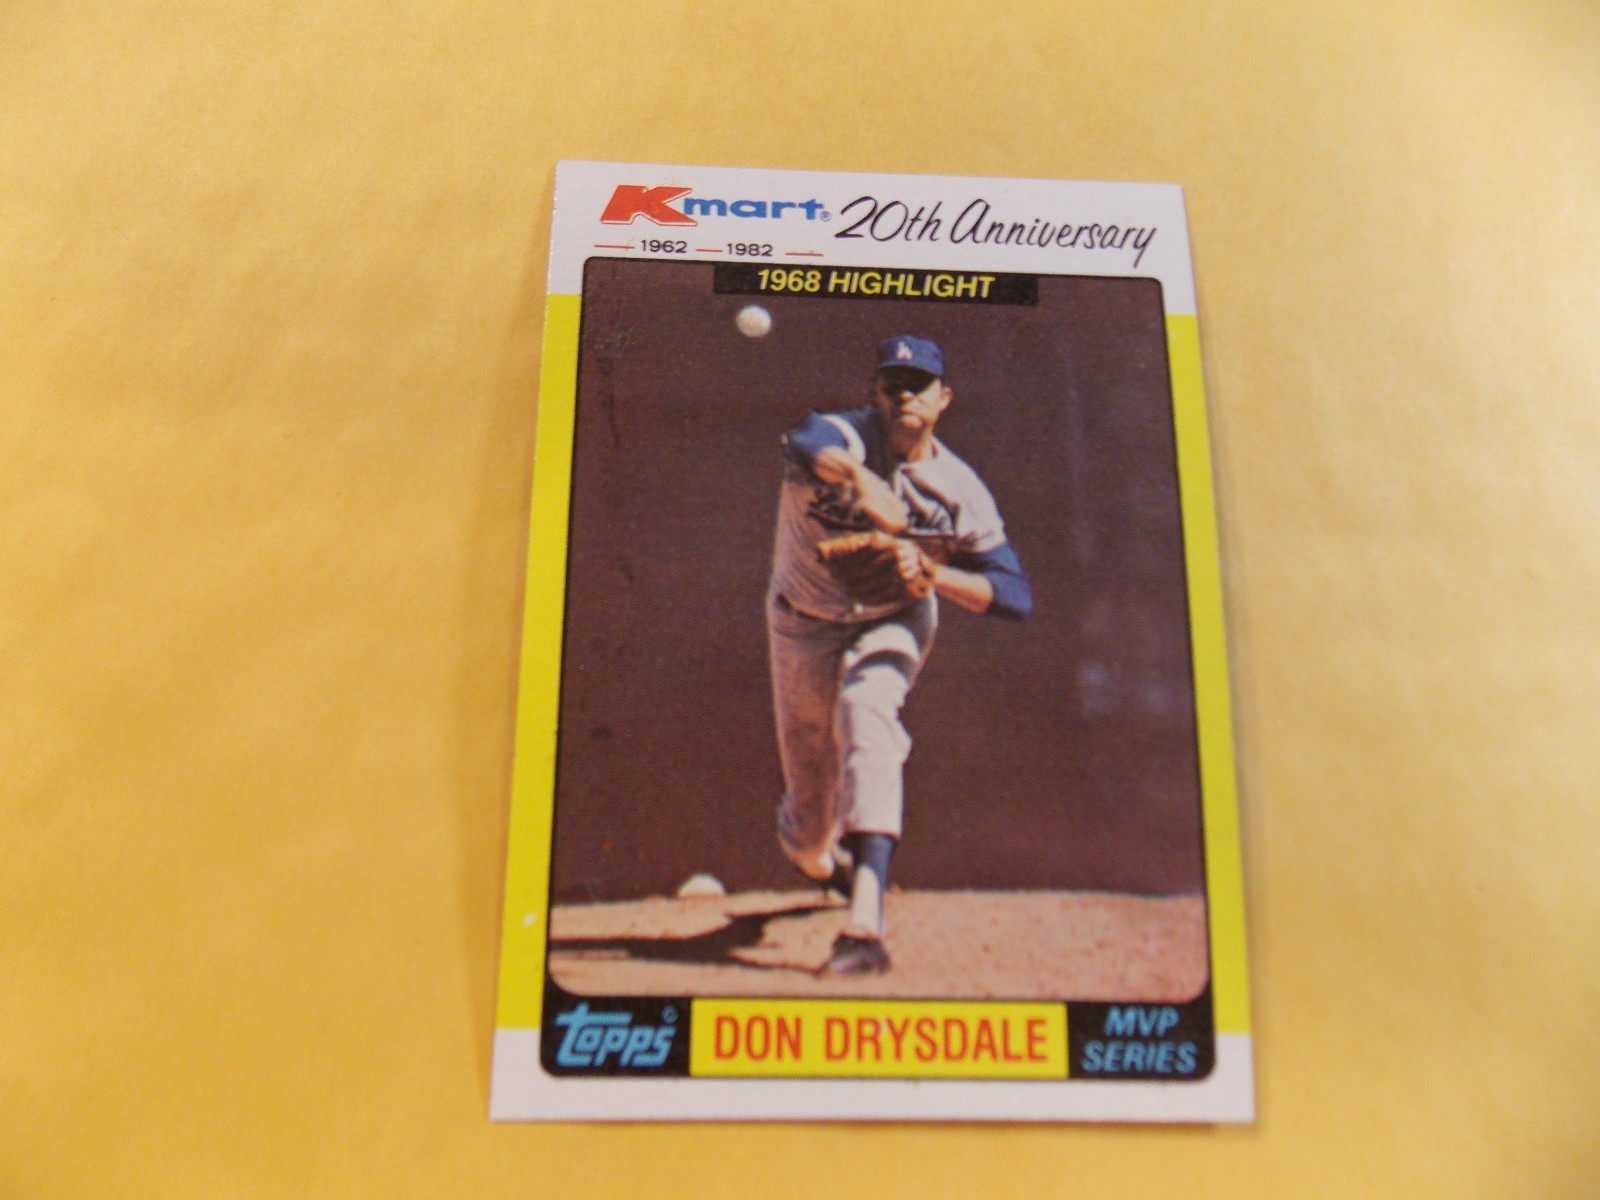 Kmart® 20th Anniversary
1962 1982
1968 HIGHLIGHT
Topps©
DON DRYSDALE
MVP
SERIES